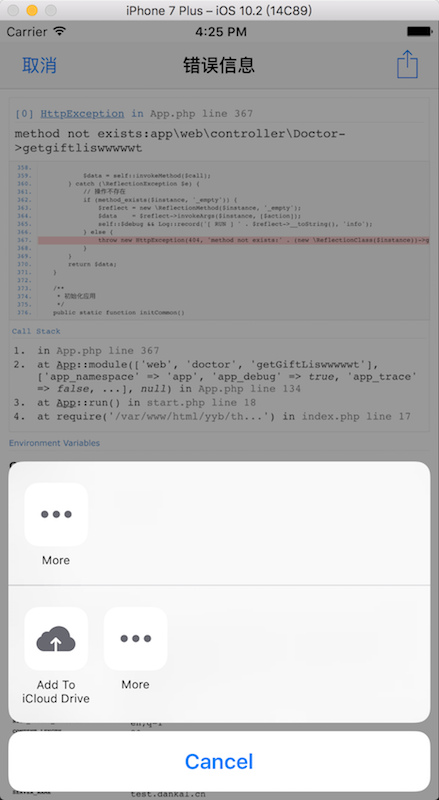 iPhone 7 Plus – iOS 10.2 (14C89)
Carrier 4:25 PM
取消 错误信息
[0] HttpException in App.php line 367
method not exists:app\web\controller\Doctor-
>getgiftliswwwwwt
358.
359. $data = self::invokeMethod($call);
360. } catch (\ReflectionException $e) {
361. // 操作不存在
362. if (method_exists($instance, '_empty')) {
363. $reflect = new \ReflectionMethod($instance, '_empty');
364. $data = $reflect->invokeArgs($instance, [$action]);
365. self::$debug && Log::record('[ RUN ] ' . $reflect->__toString(), 'info');
366. } else {
367. throw new HttpException(404, 'method not exists:' . (new \ReflectionClass($instance))->g
368. }
369. }
370. return $data;
371. }
372.
373. /**
374. * 初始化应用
375. */
376. public static function initCommon()
Call Stack
1. in App.php line 367
2. at App::module(['web', 'doctor', 'getGiftLiswwwwwt'],
['app_namespace' => 'app', 'app_debug' => true, 'app_trace'
=> false, ...], null) in App.php line 134
3. at App::run() in start.php line 18
4. at require('/var/www/html/yyb/th...') in index.php line 17
Environment Variables
More
Add To
iCloud Drive
More
Cancel
test.dankal.cn